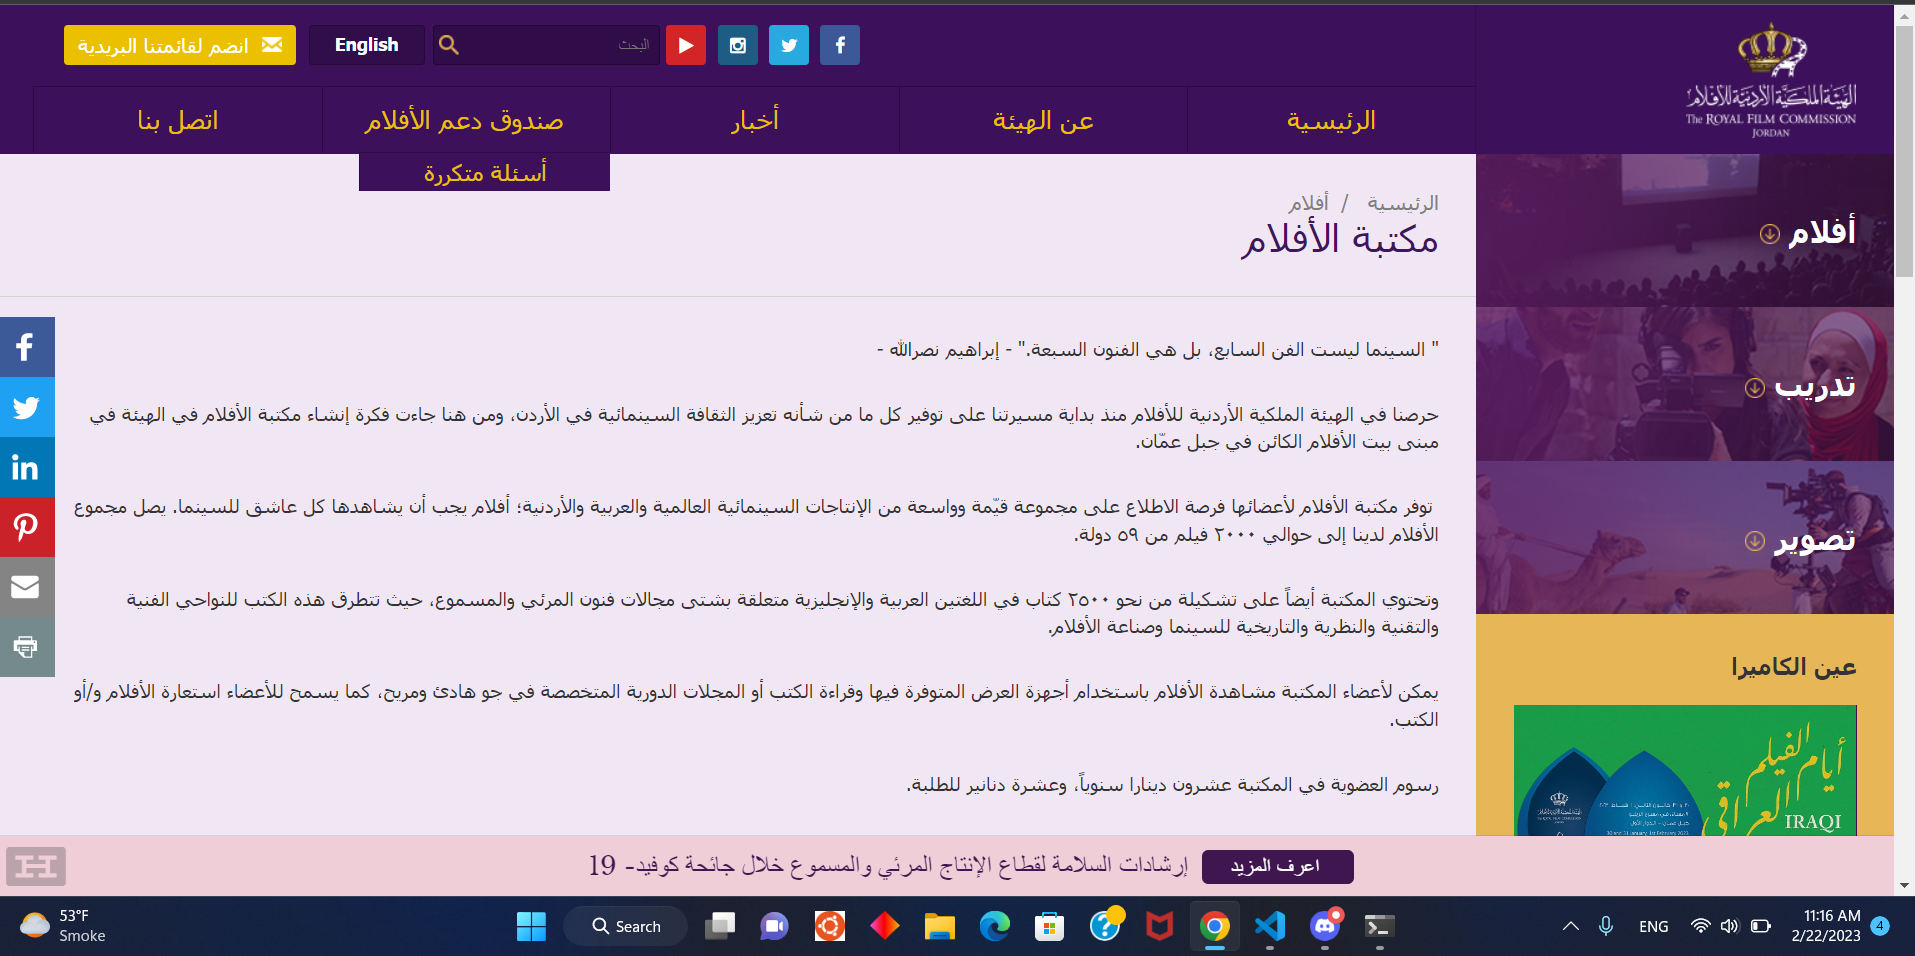 انضم لقائمتنا البريدية
English
البحث
الهيئة الملكية الأردنية للأفلام
The ROYAL FILM COMMISSION
JORDAN
الرئيسية
عن الهيئة
أخبار
صندوق دعم الأفلام
اتصل بنا
أسئلة متكررة
الرئيسية / أفلام
مكتبة الأفلام
" السينما ليست الفن السابع، بل هي الفنون السبعة." - إبراهيم نصرالله -
حرصنا في الهيئة الملكية الأردنية للأفلام منذ بداية مسيرتنا على توفير كل ما من شأنه تعزيز الثقافة السينمائية في الأردن، ومن هنا جاءت فكرة إنشاء مكتبة الأفلام في الهيئة في
مبنى بيت الأفلام الكائن في جبل عمّان.
توفر مكتبة الأفلام لأعضائها فرصة الاطلاع على مجموعة قيّمة وواسعة من الإنتاجات السينمائية العالمية والعربية والأردنية؛ أفلام يجب أن يشاهدها كل عاشق للسينما. يصل مجموع
الأفلام لدينا إلى حوالي ٢٠٠٠ فيلم من ٥٩ دولة.
وتحتوي المكتبة أيضاً على تشكيلة من نحو ٢٥٠٠ كتاب في اللغتين العربية والإنجليزية متعلقة بشتى مجالات فنون المرئي والمسموع، حيث تتطرق هذه الكتب للنواحي الفنية
والتقنية والنظرية والتاريخية للسينما وصناعة الأفلام.
يمكن لأعضاء المكتبة مشاهدة الأفلام باستخدام أجهزة العرض المتوفرة فيها وقراءة الكتب أو المجلات الدورية المتخصصة في جو هادئ ومريح، كما يسمح للأعضاء استعارة الأفلام و/أو
الكتب.
رسوم العضوية في المكتبة عشرون دينارا سنوياً، وعشرة دنانير للطلبة.
أفلام
تدريب
تصوير
عين الكاميرا
أيام الفيلم
العراقي
IRAQI
30 and 31 January, 1st February 2023
اعرف المزيد
إرشادات السلامة لقطاع الإنتاج المرئي والمسموع خلال جائحة كوفيد- 19
53°F
Smoke
Search
ENG
11:16 AM
2/22/2023
4